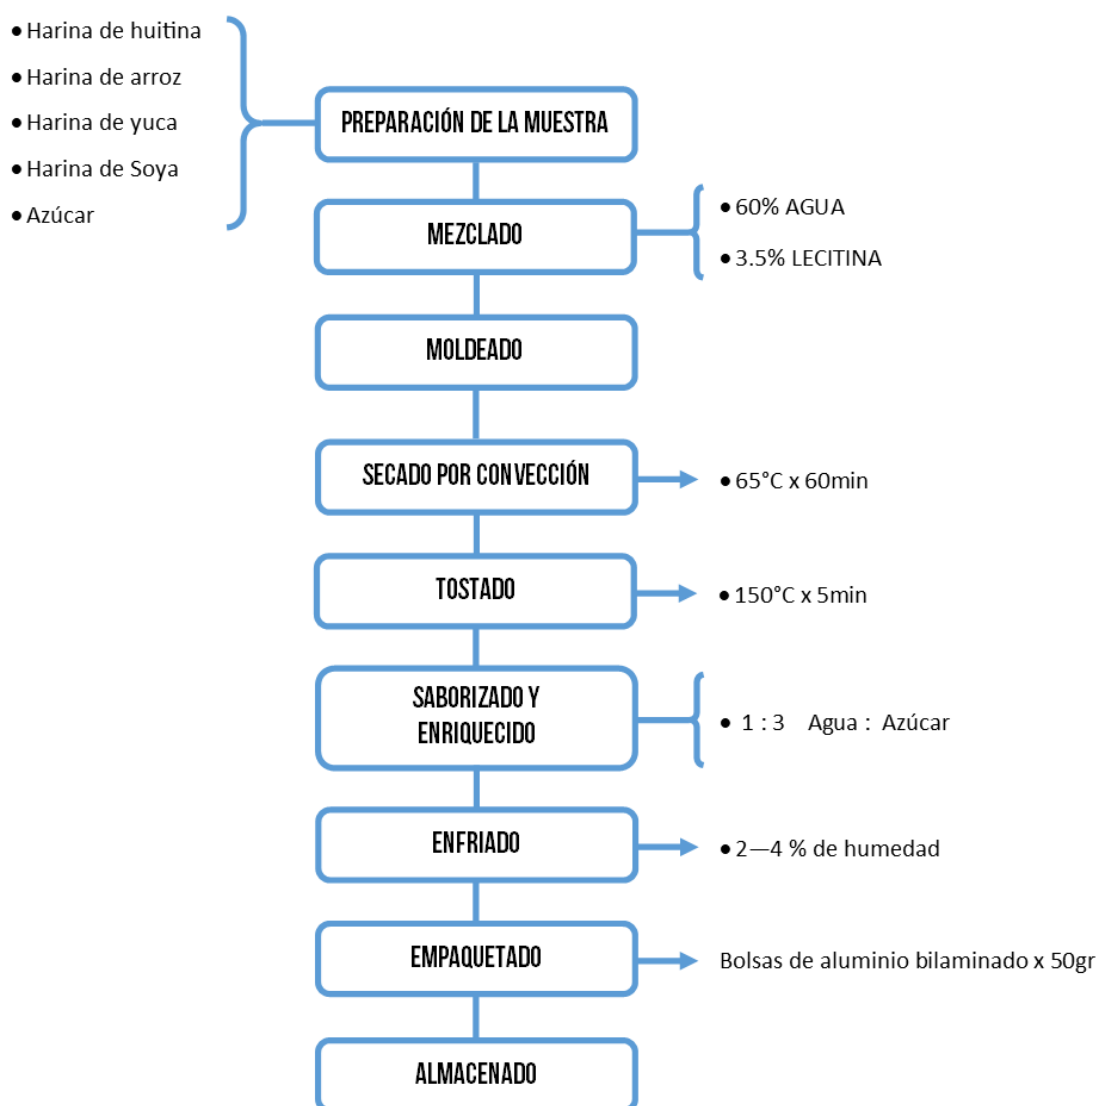 • Harina de huitina
• Harina de arroz
• Harina de yuca
• Harina de Soya
• Azúcar
PREPARACIÓN DE LA MUESTRA
MEZCLADO
• 60% AGUA
• 3.5% LECITINA
MOLDEADO
SECADO POR CONVECCIÓN
• 65°C x 60min
TOSTADO
• 150°C x 5min
SABORIZADO Y
ENRIQUECIDO
• 1 : 3 Agua : Azúcar
ENFRIADO
• 2—4 % de humedad
EMPAQUETADO
Bolsas de aluminio bilaminado x 50gr
ALMACENADO